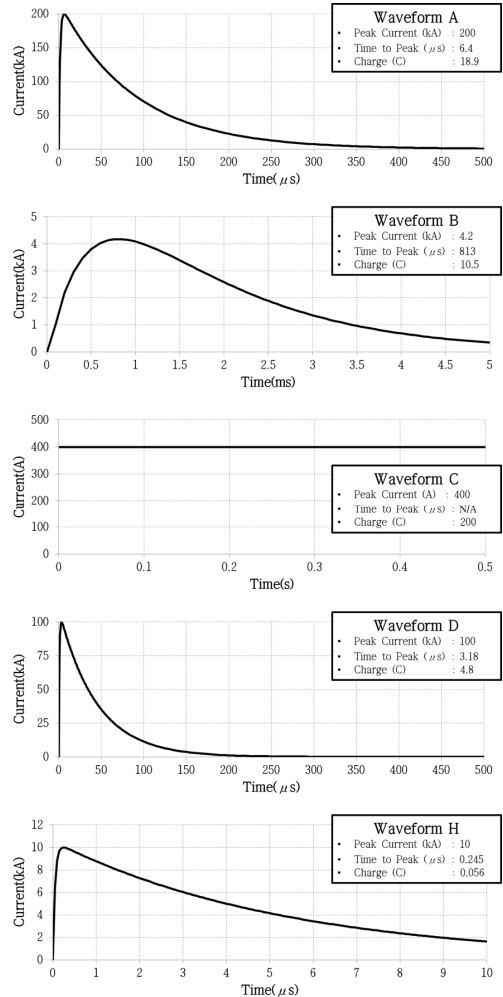 Waveform A
• Peak Current (kA) : 200
• Time to Peak (μs) : 6.4
• Charge (C) : 18.9
Current(kA)
200
150
100
50
0
0 50 100 150 200 250 300 350 400 450 500
Time(μs)
Waveform B
• Peak Current (kA) : 4.2
• Time to Peak (μs) : 813
• Charge (C) : 10.5
Current(kA)
5
4
3
2
1
0
0 0.5 1 1.5 2 2.5 3 3.5 4 4.5 5
Time(ms)
Waveform C
• Peak Current (A) : 400
• Time to Peak (μs) : N/A
• Charge (C) : 200
Current(A)
500
400
300
200
100
0
0 0.1 0.2 0.3 0.4 0.5
Time(s)
Waveform D
• Peak Current (kA) : 100
• Time to Peak (μs) : 3.18
• Charge (C) : 4.8
Current(kA)
100
75
50
25
0
0 50 100 150 200 250 300 350 400 450 500
Time(μs)
Waveform H
• Peak Current (kA) : 10
• Time to Peak (μs) : 0.245
• Charge (C) : 0.056
Current(kA)
12
10
8
6
4
2
0
0 1 2 3 4 5 6 7 8 9 10
Time(μs)